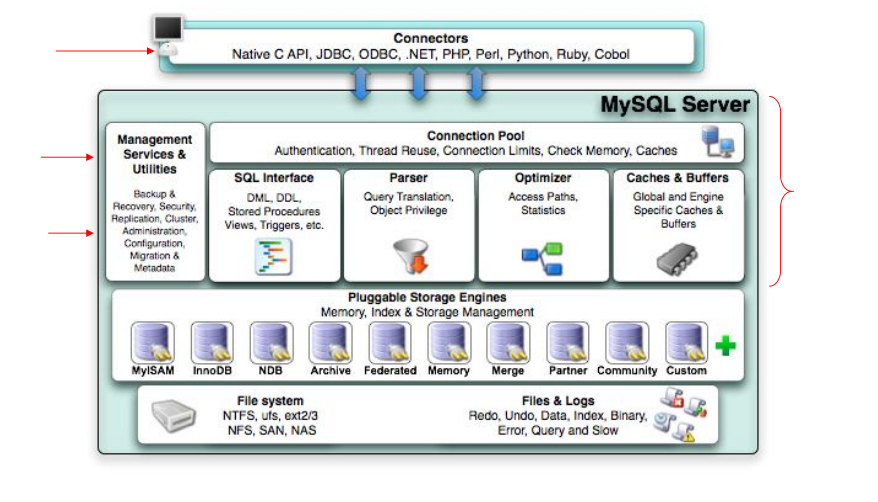 Connectors
Native C API, JDBC, ODBC, .NET, PHP, Perl, Python, Ruby, Cobol
MySQL Server
Management
Services &
Utilities
Backup &
Recovery, Security,
Replication, Cluster,
Administration,
Configuration,
Migration &
Metadata
Connection Pool
Authentication, Thread Reuse, Connection Limits, Check Memory, Caches
SQL Interface
DML, DDL,
Stored Procedures
Views, Triggers, etc.
Parser
Query Translation,
Object Privilege
Optimizer
Access Paths,
Statistics
Caches & Buffers
Global and Engine
Specific Caches &
Buffers
Pluggable Storage Engines
Memory, Index & Storage Management
MyISAM InnoDB NDB Archive Federated Memory Merge Partner Community Custom
File system
NTFS, ufs, ext2/3
NFS, SAN, NAS
Files & Logs
Redo, Undo, Data, Index, Binary,
Error, Query and Slow